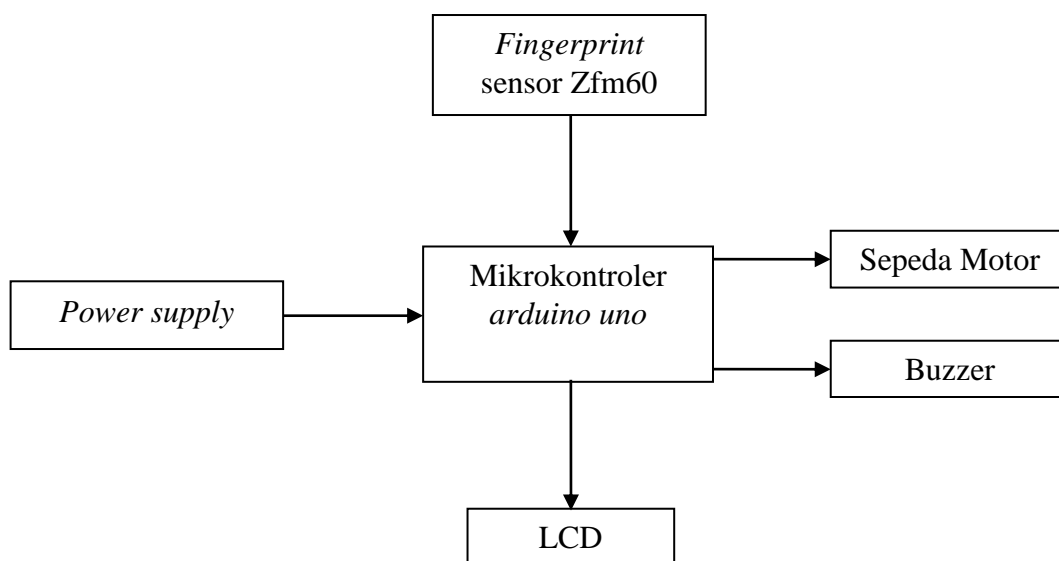 Fingerprint
sensor Zfm60
Mikrokontroler
arduino uno
Sepeda Motor
Power supply
Buzzer
LCD